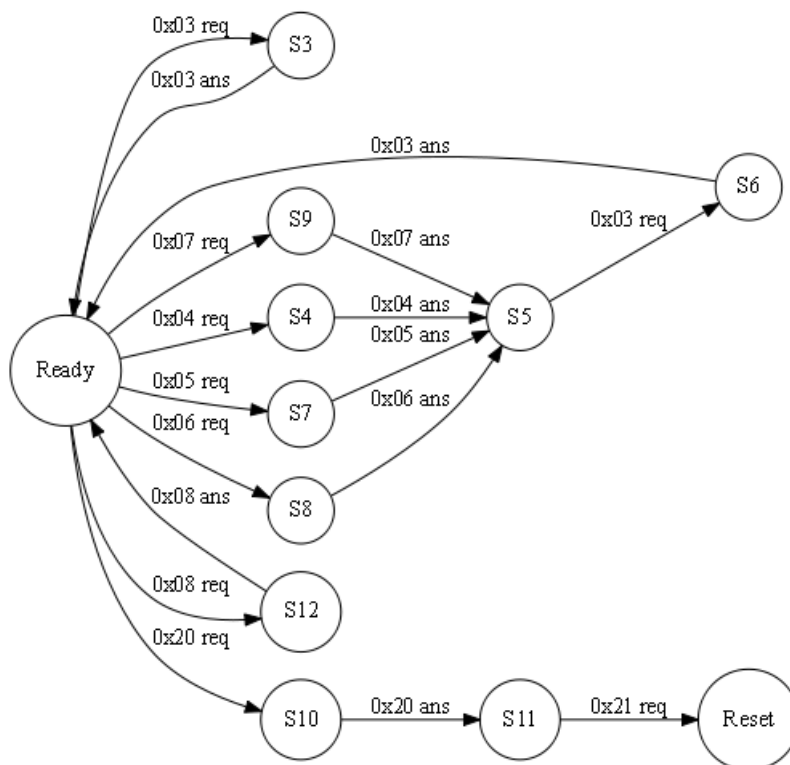 0x03 req
S3
0x03 ans
0x03 ans
S6
S9
0x03 req
0x07 req
0x07 ans
0x04 req
S4
0x04 ans
S5
0x05 ans
Ready
0x05 req
S7
0x06 ans
0x06 req
S8
0x08 ans
0x08 req
S12
0x20 req
S10
0x20 ans
S11
0x21 req
Reset